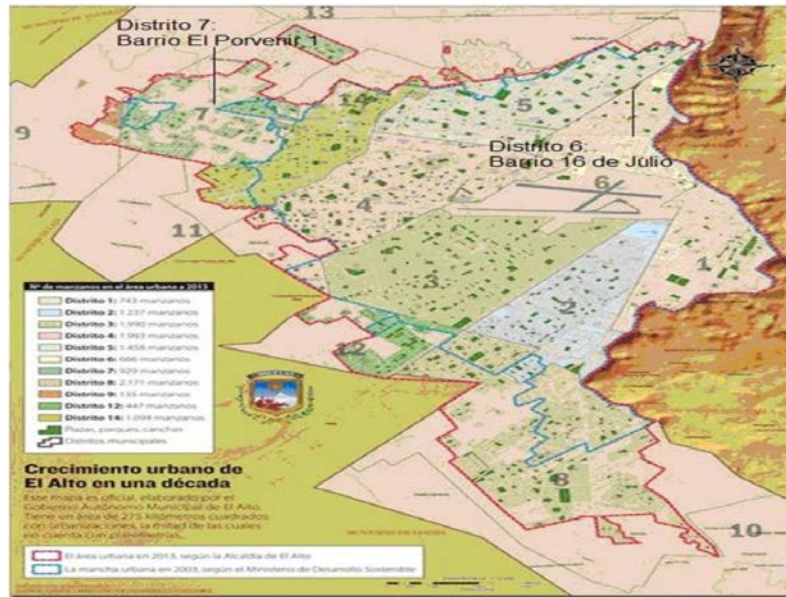 13
Distrito 7:
Barrio El Porvenir 1
5
14
7
9
Distrito 6:
Barrio 16 de Julio
6
4
11
1
3
2
Nº de manzanos en el área urbana a 2013
Distrito 1: 743 manzanos
Distrito 2: 1.237 manzanos
Distrito 3: 1.990 manzanos
Distrito 4: 1.993 manzanos
Distrito 5: 1.458 manzanos
Distrito 6: 666 manzanos
Distrito 7: 929 manzanos
Distrito 8: 2.171 manzanos
Distrito 9: 135 manzanos
Distrito 12: 447 manzanos
Distrito 14: 1.094 manzanos
Plazas, parques, canchas
Distritos municipales
12
8
10
Crecimiento urbano de
El Alto en una década
Este mapa es oficial, elaborado por el
Gobierno Autónomo Municipal de El Alto.
Tiene un área de 275 kilómetros cuadrados
con urbanizaciones, la mitad de las cuales
no cuenta con planimetrías.
El área urbana en 2013, según la Alcaldía de El Alto
La mancha urbana en 2003, según el Ministerio de Desarrollo Sostenible